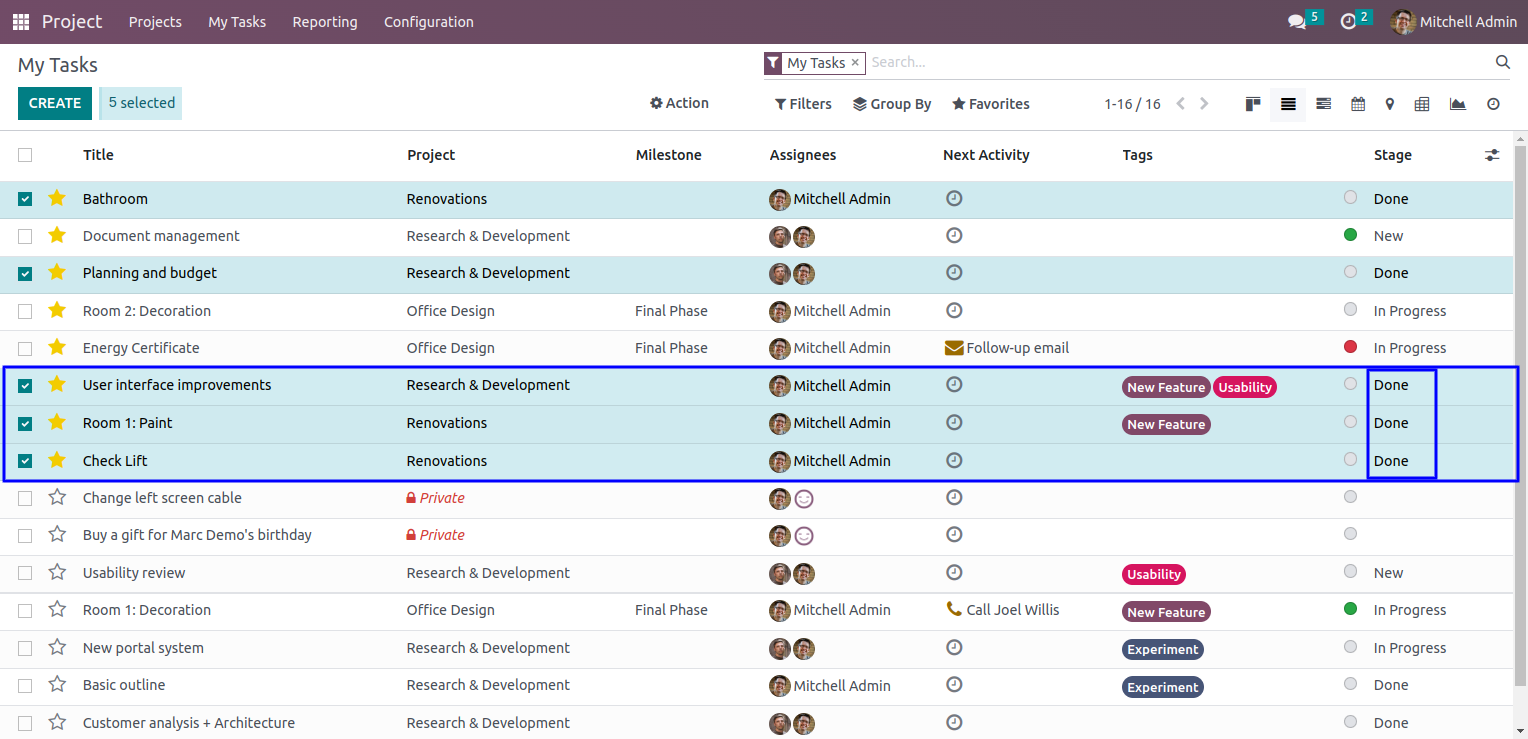 Project Projects My Tasks Reporting Configuration 5 2 Mitchell Admin
My Tasks My Tasks × Search...
CREATE 5 selected Action Filters Group By Favorites 1-16 / 16
Title Project Milestone Assignees Next Activity Tags Stage
Bathroom Renovations Mitchell Admin Done
Document management Research & Development New
Planning and budget Research & Development Done
Room 2: Decoration Office Design Final Phase Mitchell Admin In Progress
Energy Certificate Office Design Final Phase Mitchell Admin Follow-up email In Progress
User interface improvements Research & Development Mitchell Admin New Feature Usability Done
Room 1: Paint Renovations Mitchell Admin New Feature Done
Check Lift Renovations Mitchell Admin Done
Change left screen cable Private
Buy a gift for Marc Demo's birthday Private
Usability review Research & Development Usability New
Room 1: Decoration Office Design Final Phase Mitchell Admin Call Joel Willis New Feature In Progress
New portal system Research & Development Experiment In Progress
Basic outline Research & Development Mitchell Admin Experiment Done
Customer analysis + Architecture Research & Development Done